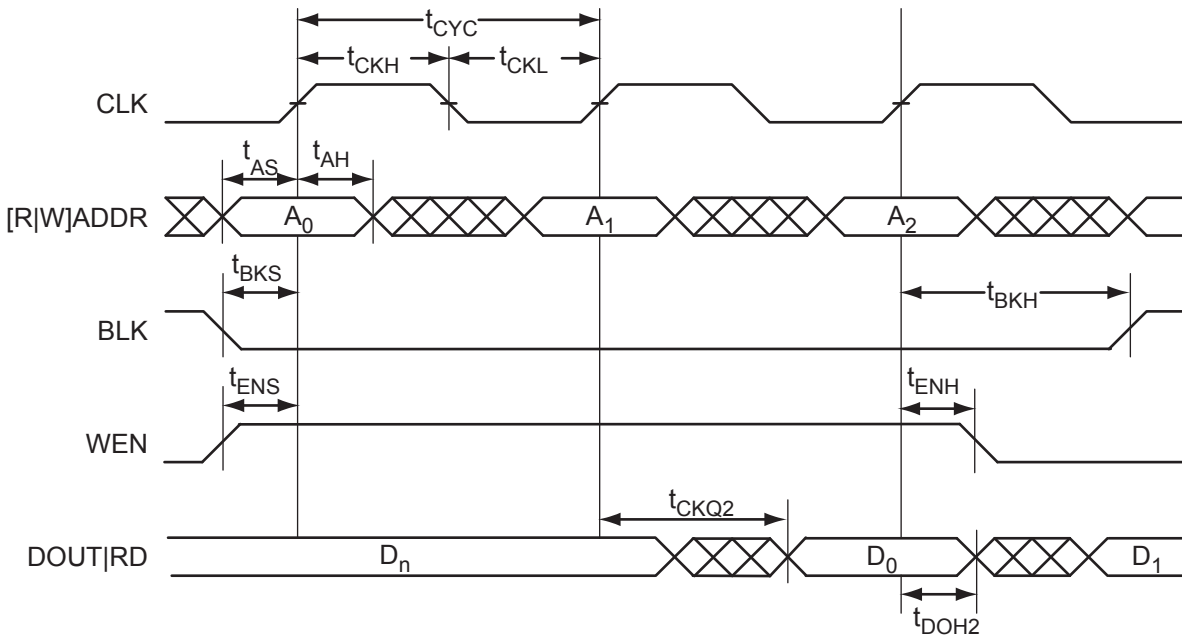 tCYC
tCKH tCKL
CLK
tAS tAH
[R|W]ADDR A0 A1 A2
tBKS tBKH
BLK
tENS tENH
WEN
tCKQ2
DOUT|RD Dn D0 D1
tDOH2